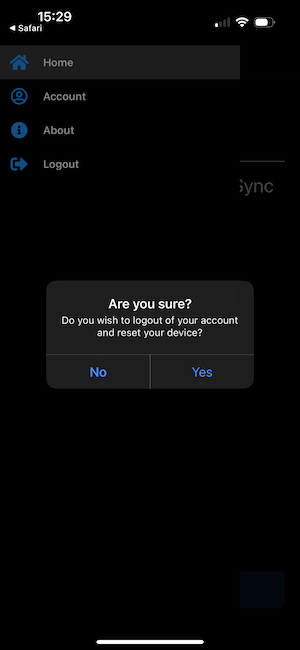 15:29
◀ Safari
Home
Account
About
Logout
Sync
Are you sure?
Do you wish to logout of your account
and reset your device?
No
Yes